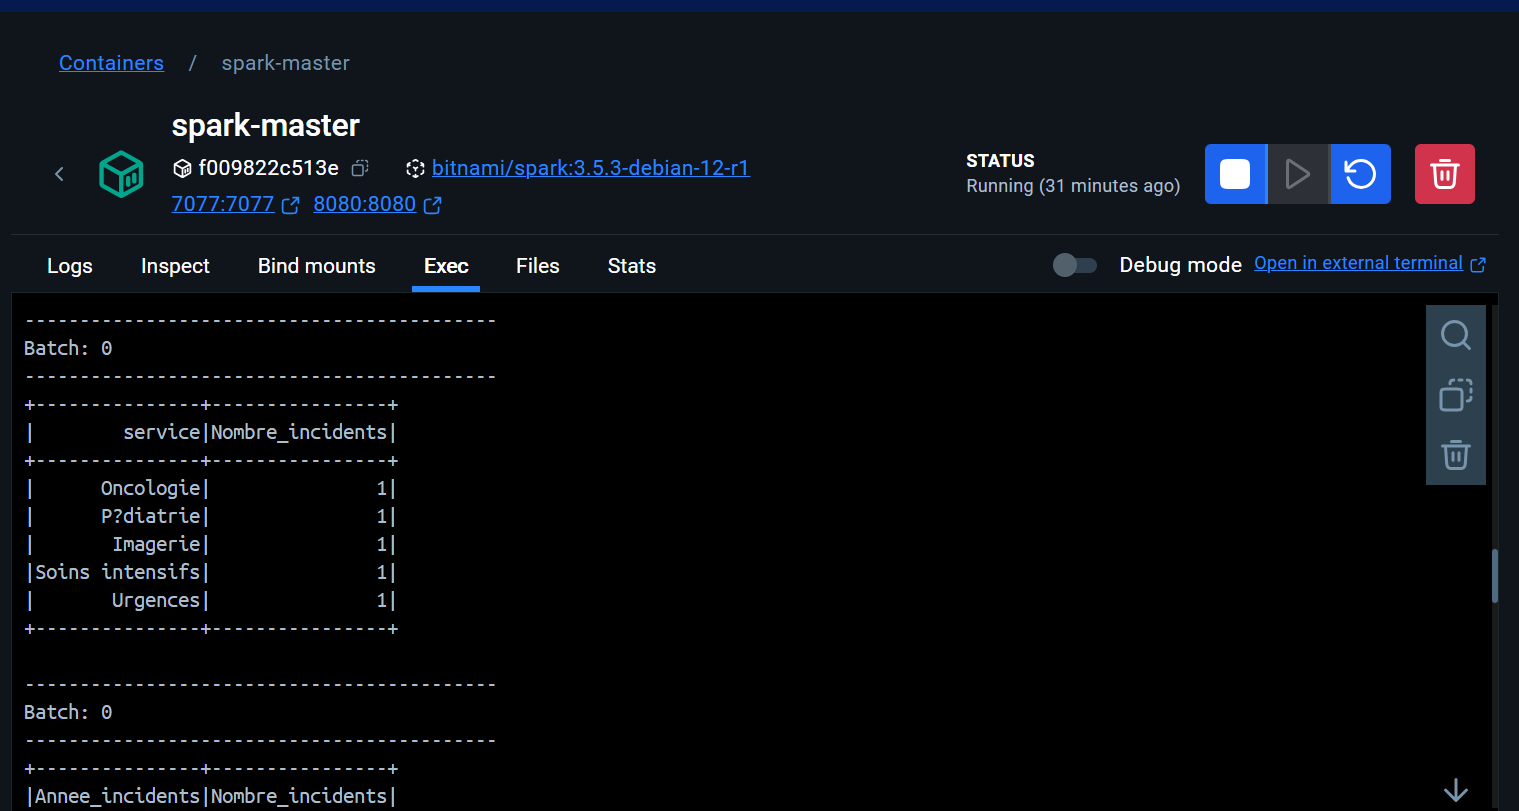 Containers / spark-master
spark-master
f009822c513e bitnami/spark:3.5.3-debian-12-r1
7077:7077 8080:8080
STATUS
Running (31 minutes ago)
Logs Inspect Bind mounts Exec Files Stats
Debug mode Open in external terminal
-------------------------------------------
Batch: 0
-------------------------------------------
+---------------+----------------+
|        service|Nombre_incidents|
+---------------+----------------+
|      Oncologie|               1|
|      P?diatrie|               1|
|       Imagerie|               1|
|Soins intensifs|               1|
|       Urgences|               1|
+---------------+----------------+
-------------------------------------------
Batch: 0
-------------------------------------------
+---------------+----------------+
|Annee_incidents|Nombre_incidents|